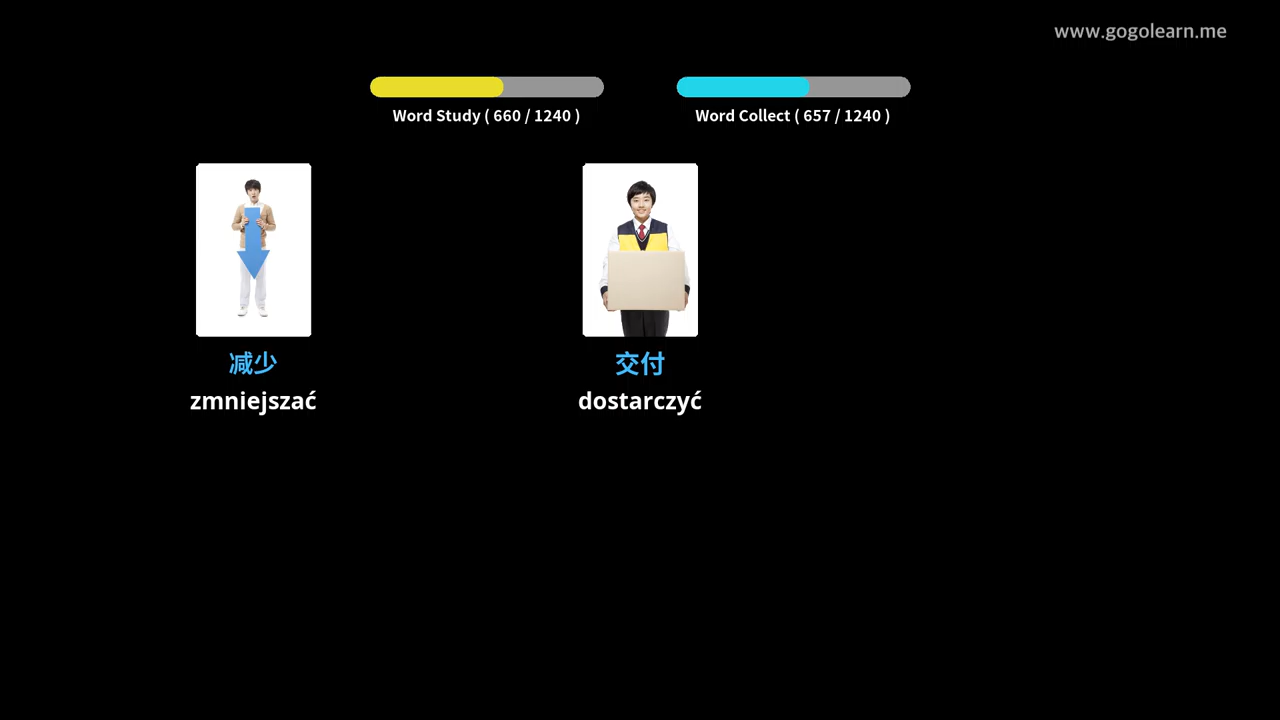 www.gogolearn.me
Word Study ( 660 / 1240 )
Word Collect ( 657 / 1240 )
减少
zmniejszać
交付
dostarczyć